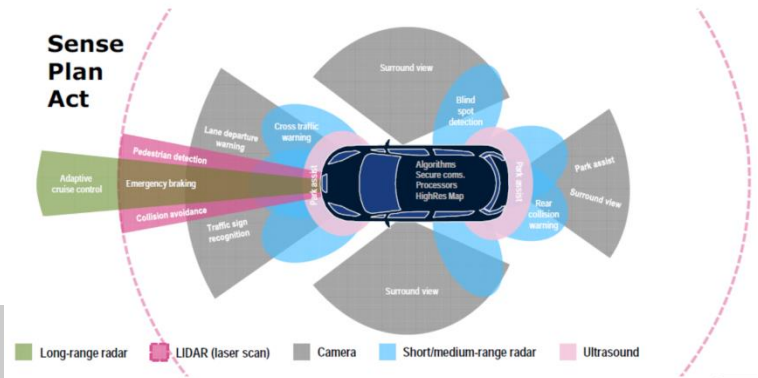 Sense
Plan
Act
Surround view
Blind
spot
detection
Cross traffic
warning
Lane departure
warning
Pedestrian detection
Adaptive
cruise control
Emergency braking
Collision avoidance
Traffic sign
recognition
Park assist
Algorithms
Secure coms.
Processors
HighRes Map
Park assist
Park assist
Surround view
Rear
collision
warning
Surround view
Long-range radar
LIDAR (laser scan)
Camera
Short/medium-range radar
Ultrasound